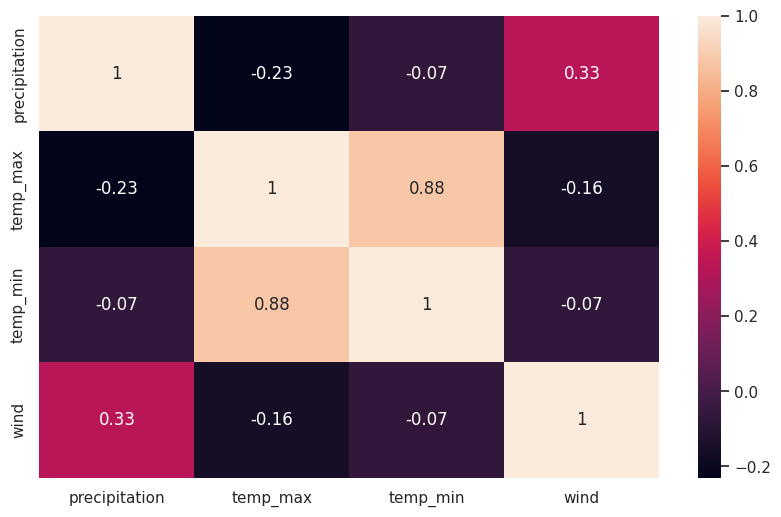 precipitation 1 -0.23 -0.07 0.33
temp_max -0.23 1 0.88 -0.16
temp_min -0.07 0.88 1 -0.07
wind 0.33 -0.16 -0.07 1
precipitation temp_max temp_min wind
1.0
0.8
0.6
0.4
0.2
0.0
−0.2